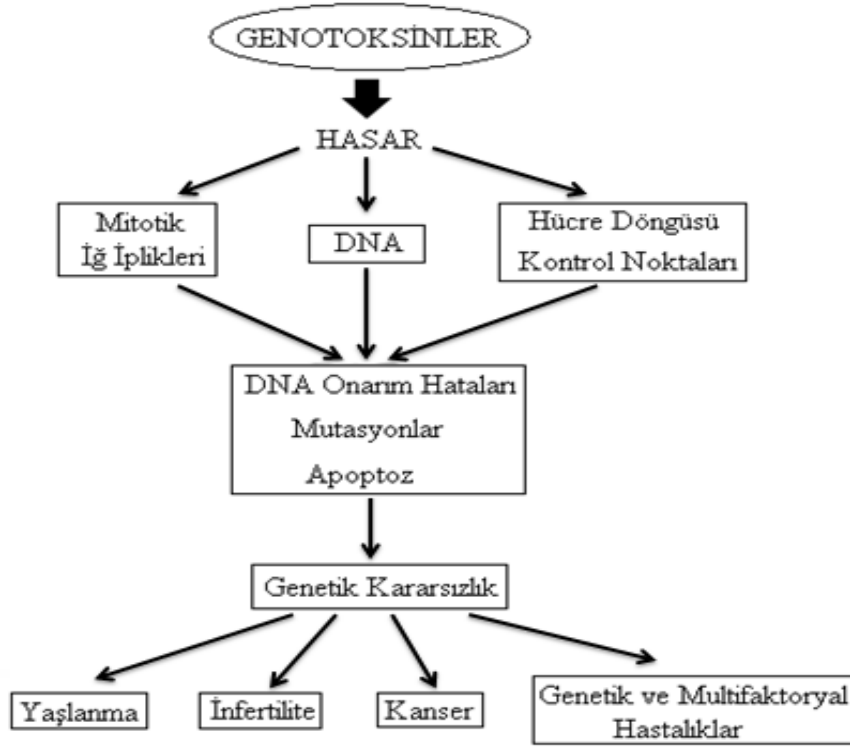 GENOTOKSİNLER
HASAR
Mitotik
İğ İplikleri
DNA
Hücre Döngüsü
Kontrol Noktaları
DNA Onarım Hataları
Mutasyonlar
Apoptoz
Genetik Kararsızlık
Yaşlanma
İnfertilite
Kanser
Genetik ve Multifaktoryal
Hastalıklar